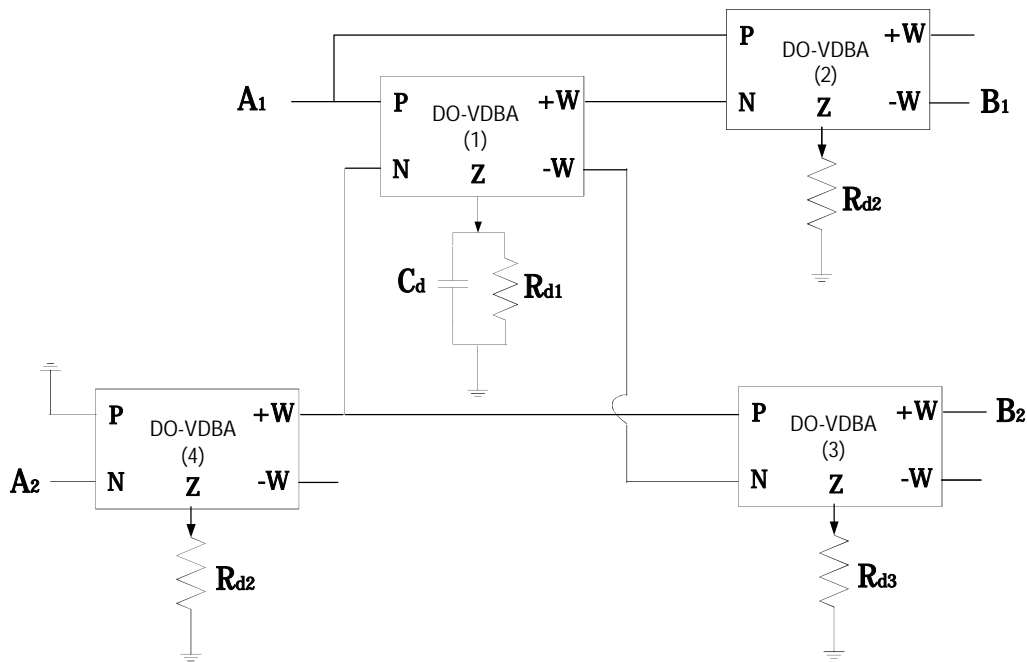 P
+W
DO-VDBA
(2)
N
Z
-W
B1
Rd2
A1
P
+W
DO-VDBA
(1)
N
Z
-W
Cd
Rd1
P
+W
DO-VDBA
(4)
A2
N
Z
-W
Rd2
P
+W
B2
DO-VDBA
(3)
N
Z
-W
Rd3